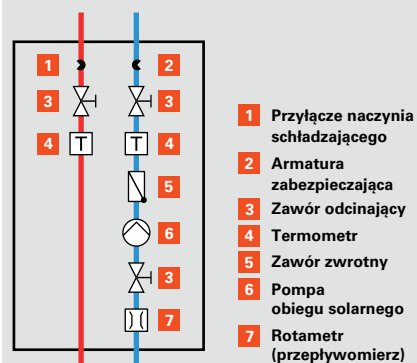 1 2
3 3
4 T T 4
5
6
3
7
1 Przyłącze naczynia
schładzającego
2 Armatura
zabezpieczająca
3 Zawór odcinający
4 Termometr
5 Zawór zwrotny
6 Pompa
obiegu solarnego
7 Rotametr
(przepływomierz)